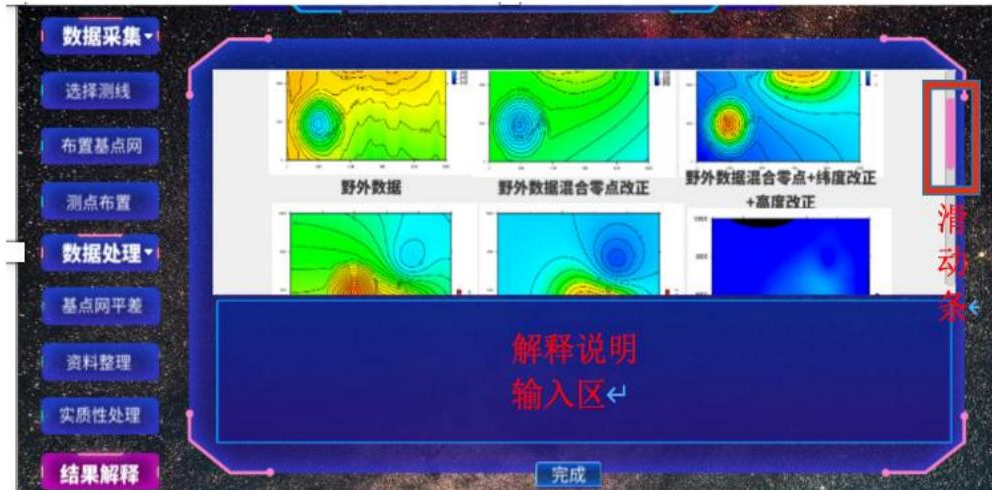 数据采集
选择测线
布置基点网
测点布置
数据处理
基点网平差
资料整理
实质性处理
结果解释
野外数据
野外数据混合零点改正
野外数据混合零点+纬度改正
+高度改正
滑
动
条
解释说明
输入区
完成